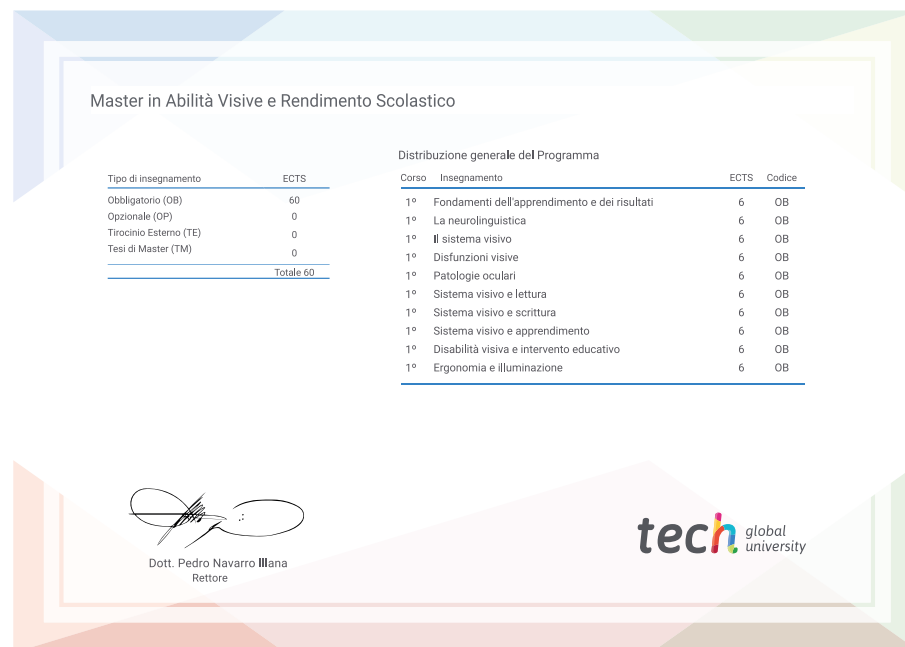 Master in Abilità Visive e Rendimento Scolastico
Tipo di insegnamento ECTS
Obbligatorio (OB) 60
Opzionale (OP) 0
Tirocinio Esterno (TE) 0
Tesi di Master (TM) 0
Totale 60
Distribuzione generale del Programma
Corso Insegnamento ECTS Codice
1º Fondamenti dell'apprendimento e dei risultati 6 OB
1º La neurolinguistica 6 OB
1º Il sistema visivo 6 OB
1º Disfunzioni visive 6 OB
1º Patologie oculari 6 OB
1º Sistema visivo e lettura 6 OB
1º Sistema visivo e scrittura 6 OB
1º Sistema visivo e apprendimento 6 OB
1º Disabilità visiva e intervento educativo 6 OB
1º Ergonomia e illuminazione 6 OB
Dott. Pedro Navarro Illana
Rettore
tech global
university